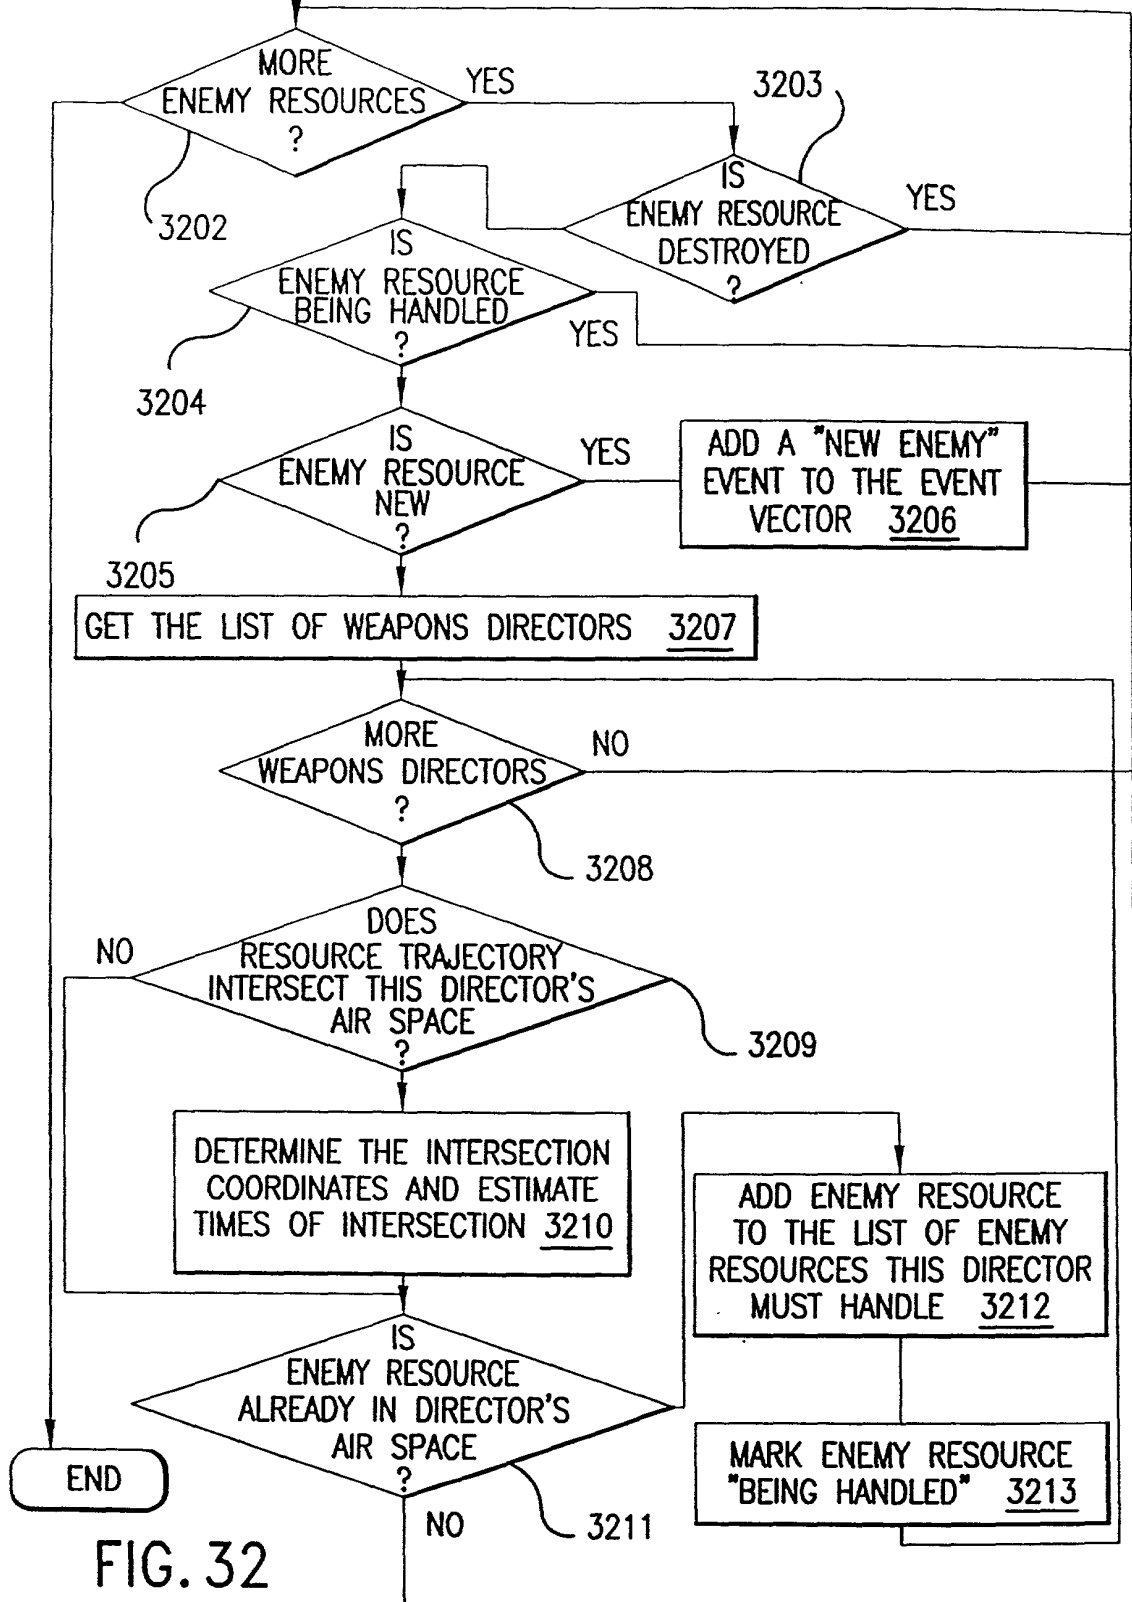 MORE
ENEMY RESOURCES
?
YES
3202
3203
IS
ENEMY RESOURCE
DESTROYED
?
YES
IS
ENEMY RESOURCE
BEING HANDLED
?
YES
3204
IS
ENEMY RESOURCE
NEW
?
YES
3205
ADD A "NEW ENEMY"
EVENT TO THE EVENT
VECTOR 3206
GET THE LIST OF WEAPONS DIRECTORS 3207
MORE
WEAPONS DIRECTORS
?
NO
3208
DOES
RESOURCE TRAJECTORY
INTERSECT THIS DIRECTOR'S
AIR SPACE
?
NO
3209
DETERMINE THE INTERSECTION
COORDINATES AND ESTIMATE
TIMES OF INTERSECTION 3210
IS
ENEMY RESOURCE
ALREADY IN DIRECTOR'S
AIR SPACE
?
NO
3211
ADD ENEMY RESOURCE
TO THE LIST OF ENEMY
RESOURCES THIS DIRECTOR
MUST HANDLE 3212
MARK ENEMY RESOURCE
"BEING HANDLED" 3213
END
FIG. 32